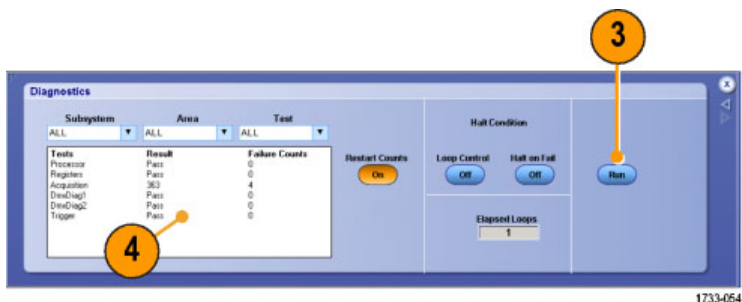 3
Diagnostics
x
Subsystem Area Test
ALL ALL ALL
Halt Condition
Tests Result Failure Counts
Processor Pass 0
Registers Pass 0
Acquisition 363 4
DmxDiag1 Pass 0
DmxDiag2 Pass 0
Trigger Pass 0
Restart Counts
On
Loop Control Halt on Fail
Off Off
Run
Elapsed Loops
1
4
1733-054